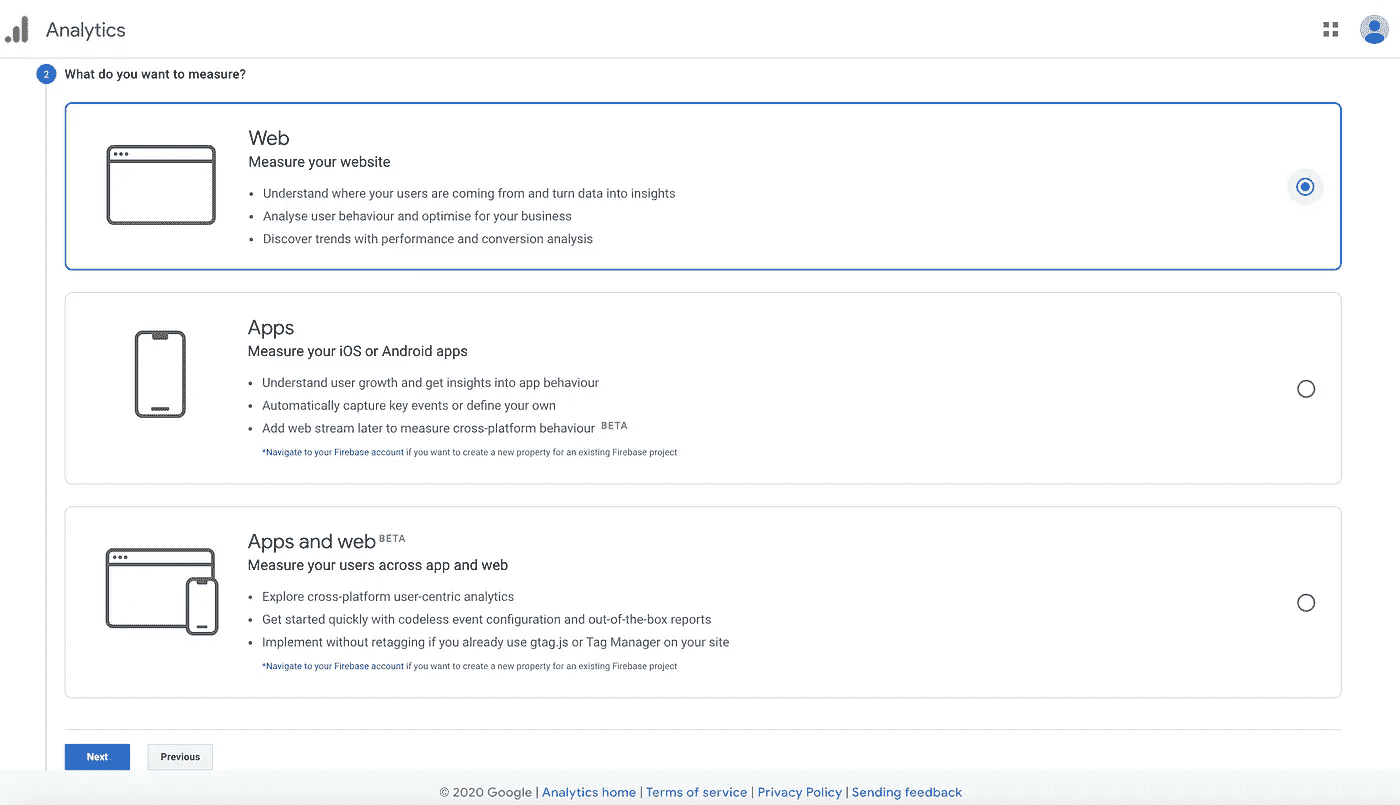 Analytics
2 What do you want to measure?
Web
Measure your website
• Understand where your users are coming from and turn data into insights
• Analyse user behaviour and optimise for your business
• Discover trends with performance and conversion analysis
Apps
Measure your iOS or Android apps
• Understand user growth and get insights into app behaviour
• Automatically capture key events or define your own
• Add web stream later to measure cross-platform behaviour BETA
*Navigate to your Firebase account if you want to create a new property for an existing Firebase project
Apps and web BETA
Measure your users across app and web
• Explore cross-platform user-centric analytics
• Get started quickly with codeless event configuration and out-of-the-box reports
• Implement without retagging if you already use gtag.js or Tag Manager on your site
*Navigate to your Firebase account if you want to create a new property for an existing Firebase project
Next Previous
© 2020 Google | Analytics home | Terms of service | Privacy Policy | Sending feedback